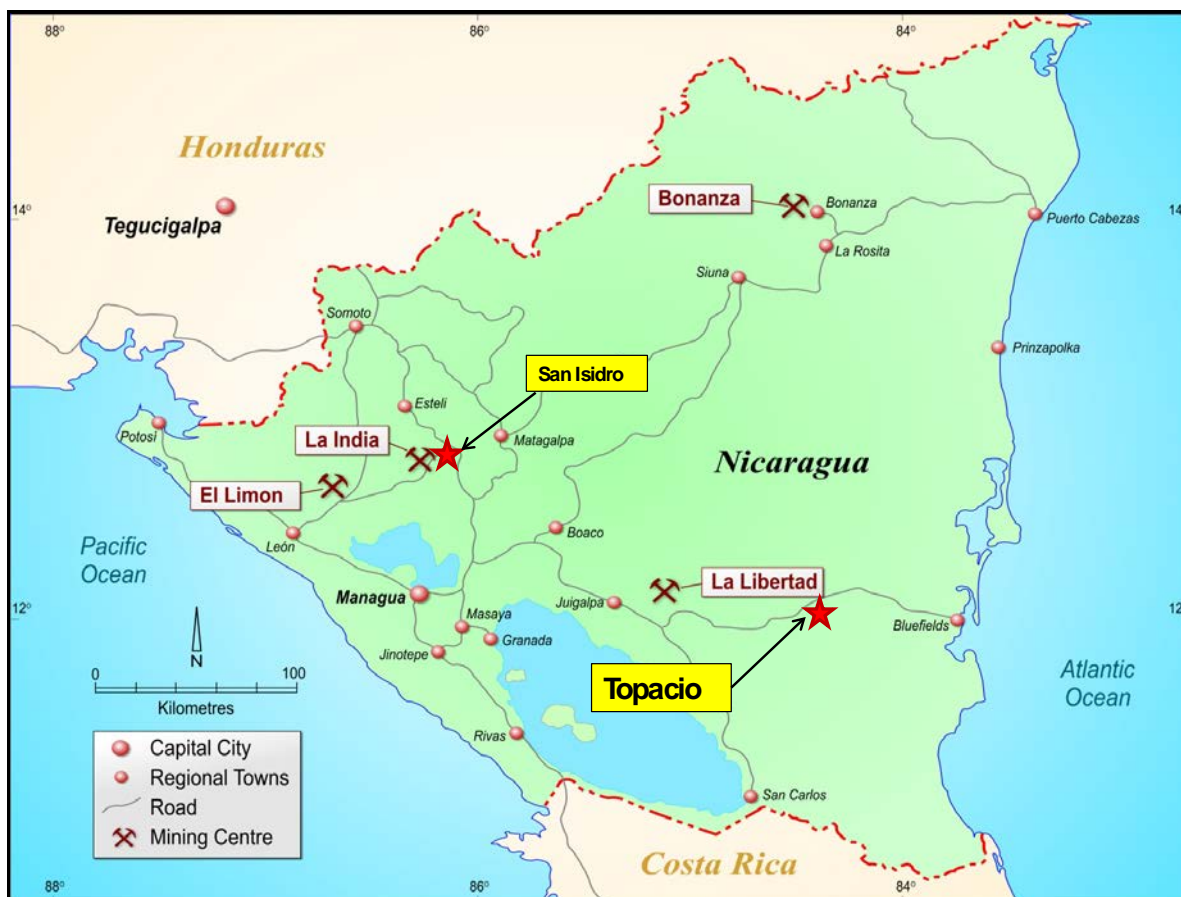 88°
86°
84°
Honduras
Tegucigalpa
14°
14
Bonanza
Bonanza
Puerto Cabezas
La Rosita
Siuna
Somoto
Prinzapolka
San Isidro
Esteli
Potosi
La India
Matagalpa
Nicaragua
El Limon
León
Boaco
Pacific
Ocean
La Libertad
Managua
Juigalpa
12°
12
Masaya
Granada
Bluefields
Jinotepe
N
0
100
Kilometres
Topacio
Atlantic
Ocean
Rivas
Capital City
Regional Towns
Road
Mining Centre
San Carlos
Costa Rica
88°
86°
84°